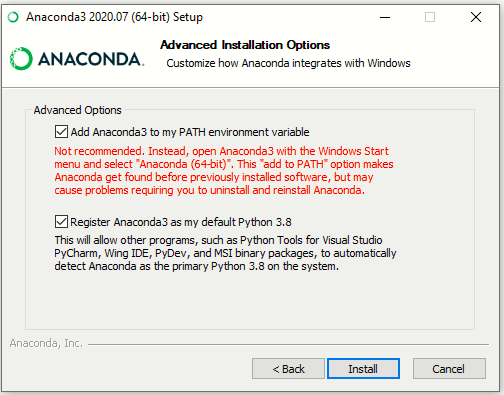 Anaconda3 2020.07 (64-bit) Setup
Advanced Installation Options
Customize how Anaconda integrates with Windows
ANACONDA.
Advanced Options
Add Anaconda3 to my PATH environment variable
Not recommended. Instead, open Anaconda3 with the Windows Start
menu and select "Anaconda (64-bit)". This "add to PATH" option makes
Anaconda get found before previously installed software, but may
cause problems requiring you to uninstall and reinstall Anaconda.
Register Anaconda3 as my default Python 3.8
This will allow other programs, such as Python Tools for Visual Studio
PyCharm, Wing IDE, PyDev, and MSI binary packages, to automatically
detect Anaconda as the primary Python 3.8 on the system.
Anaconda, Inc.
< Back
Install
Cancel